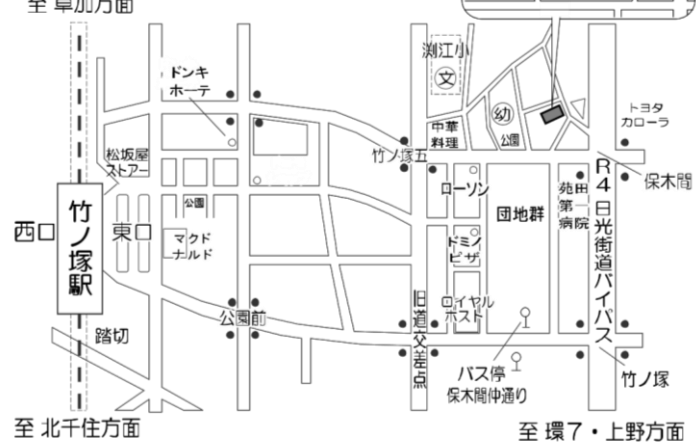 至 草加方面
ドンキ
ホーテ
渕江小
文
幼
公園
中華
料理
トヨタ
カローラ
竹ノ塚五
松坂屋
ストアー
保木間
ローソン
苑田
第一
病院
団地群
R4日光街道バイパス
公園
西口
竹ノ塚駅
東口
マクド
ナルド
ドミノ
ピザ
ロイヤル
ホスト
旧道交差点
公園前
踏切
バス停
保木間仲通り
竹ノ塚
至 北千住方面
至 環7・上野方面